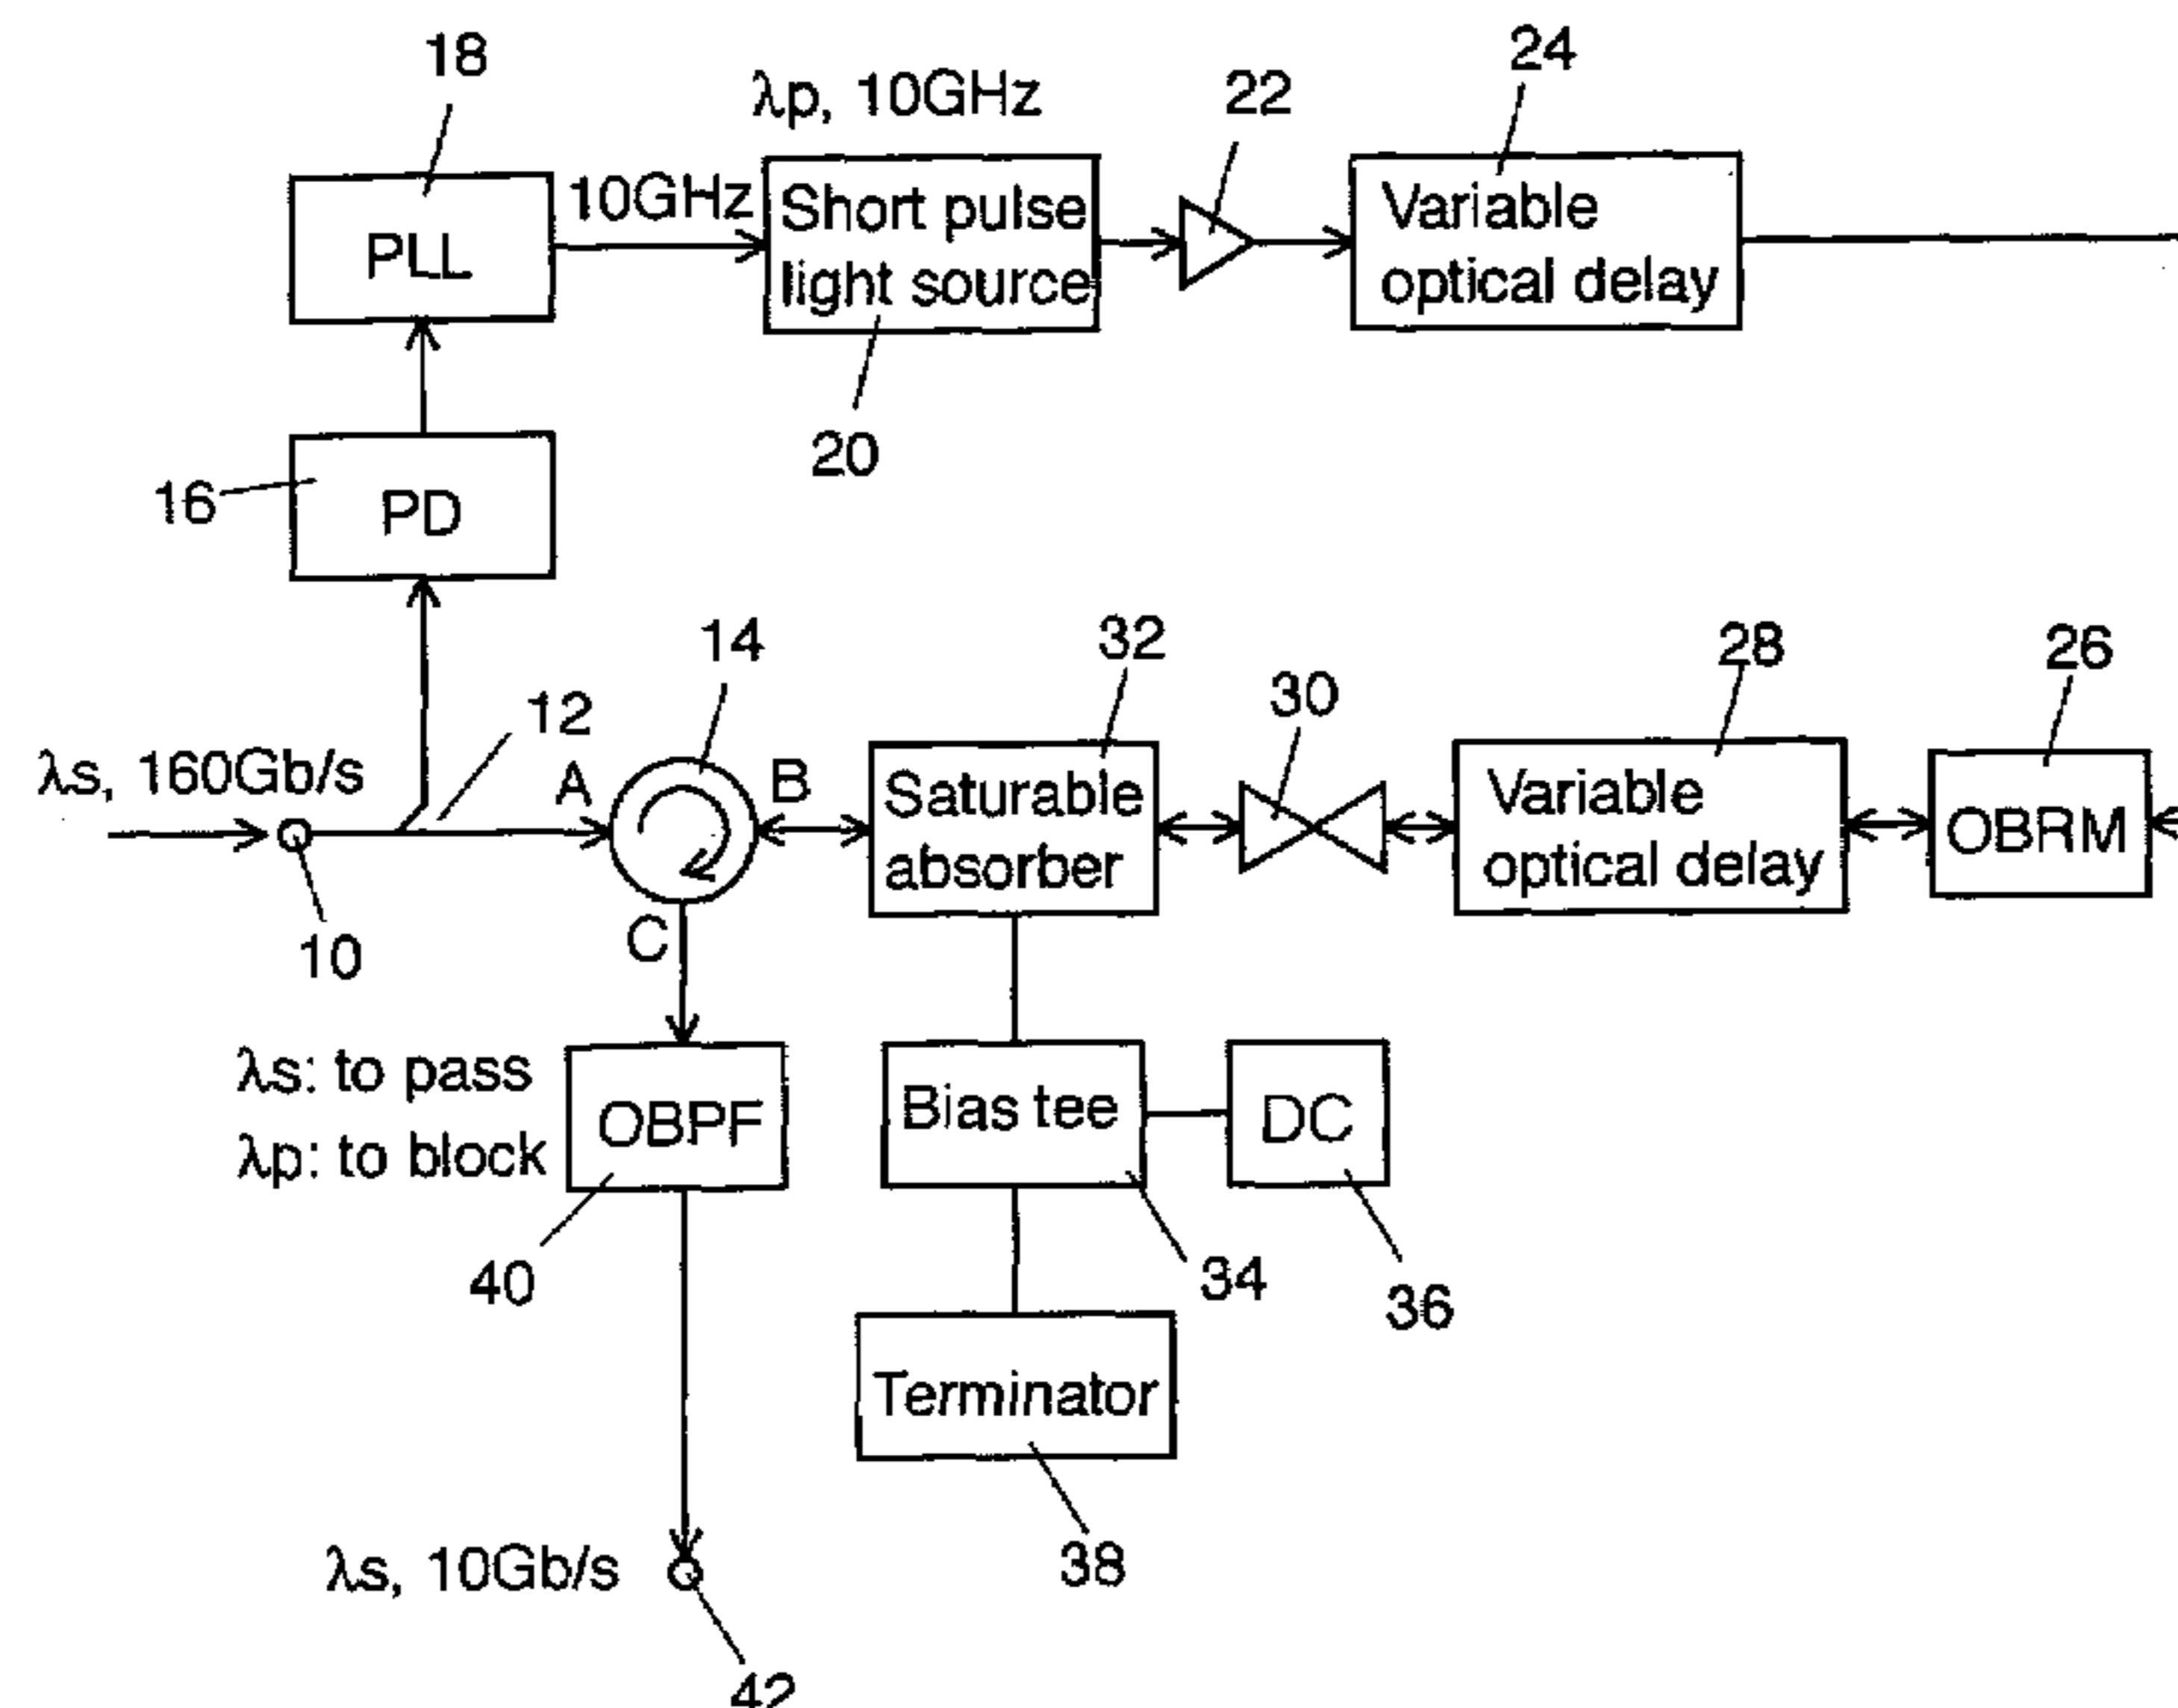 18
λp, 10GHz
22
24
PLL
10GHz
Short pulse
light source
Variable
optical delay
20
16
PD
14
32
28
26
12
30
λs, 160Gb/s
A
B
Saturable
absorber
Variable
optical delay
OBRM
10
C
λs: to pass
λp: to block
OBPF
Bias tee
DC
40
34
36
Terminator
38
λs, 10Gb/s
42